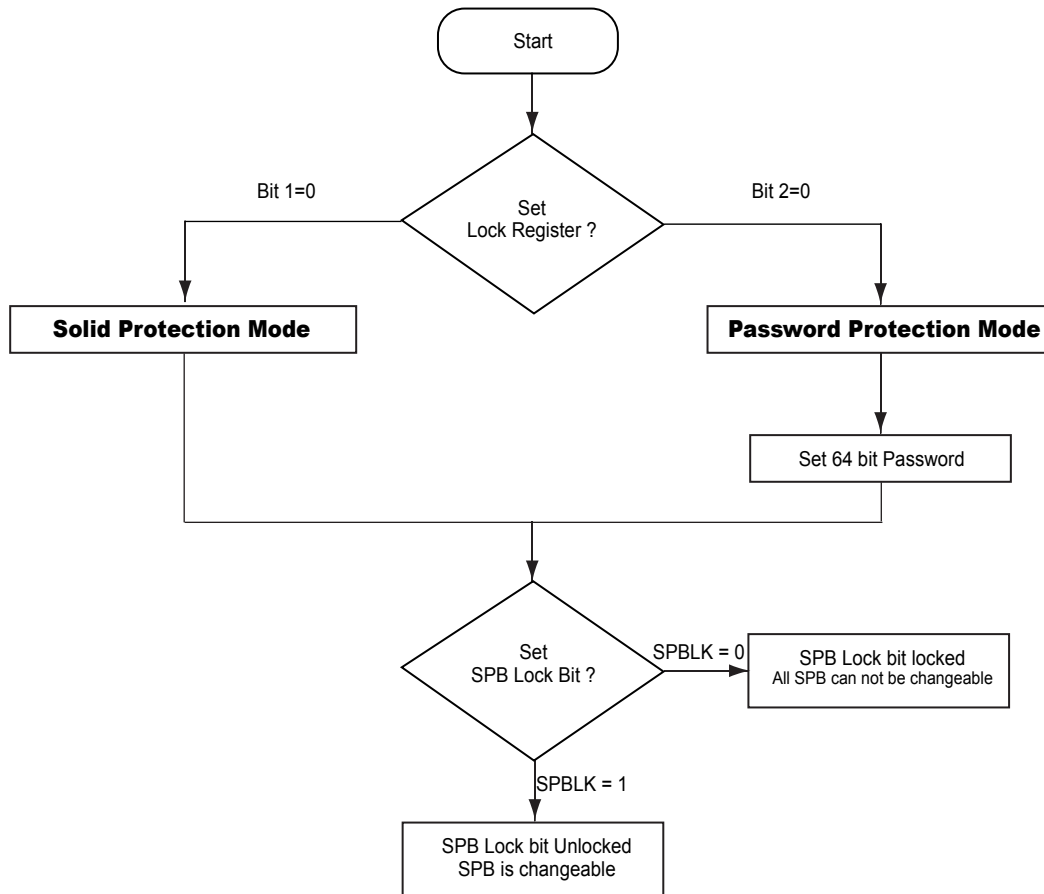 Start
Bit 1=0
Bit 2=0
Set
Lock Register ?
Solid Protection Mode
Password Protection Mode
Set 64 bit Password
Set
SPB Lock Bit ?
SPBLK = 0
SPB Lock bit locked
All SPB can not be changeable
SPBLK = 1
SPB Lock bit Unlocked
SPB is changeable